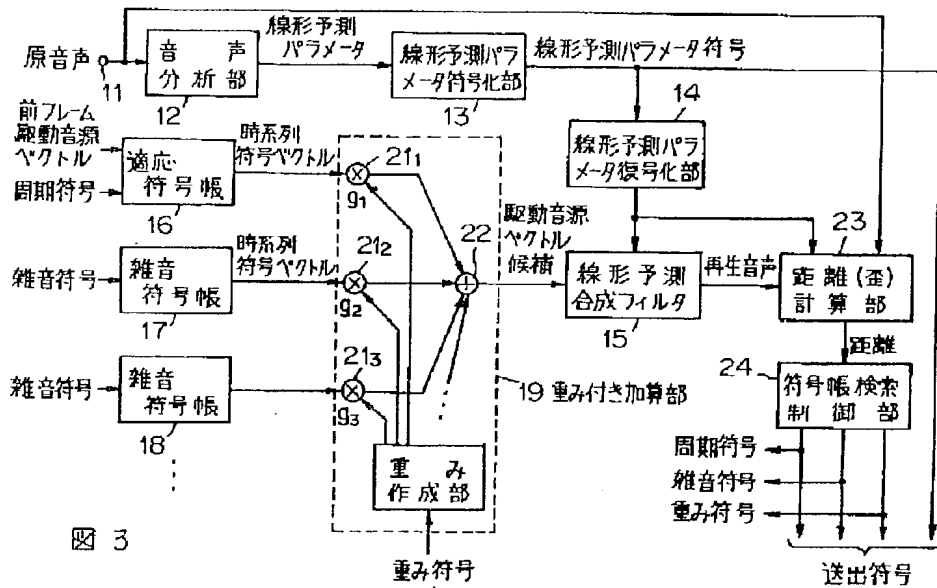 原音声
11
音声
分析部
12
線形予測
パラメータ
線形予測パラ
メータ符号化部
13
線形予測パラメータ符号
14
線形予測パラ
メータ復号化部
前フレーム
駆動音源
ベクトル
周期符号
適応
符号帳
16
時系列
符号ベクトル
21₁
g₁
雑音符号
雑音
符号帳
17
時系列
符号ベクトル
21₂
g₂
22
駆動音源
ベクトル
候補
線形予測
合成フィルタ
15
再生音声
23
距離(歪)
計算部
距離
雑音符号
雑音
符号帳
18
21₃
g₃
19 重み付き加算部
24
符号帳検索
制御部
重み
作成部
重み符号
周期符号
雑音符号
重み符号
送出符号
図 3